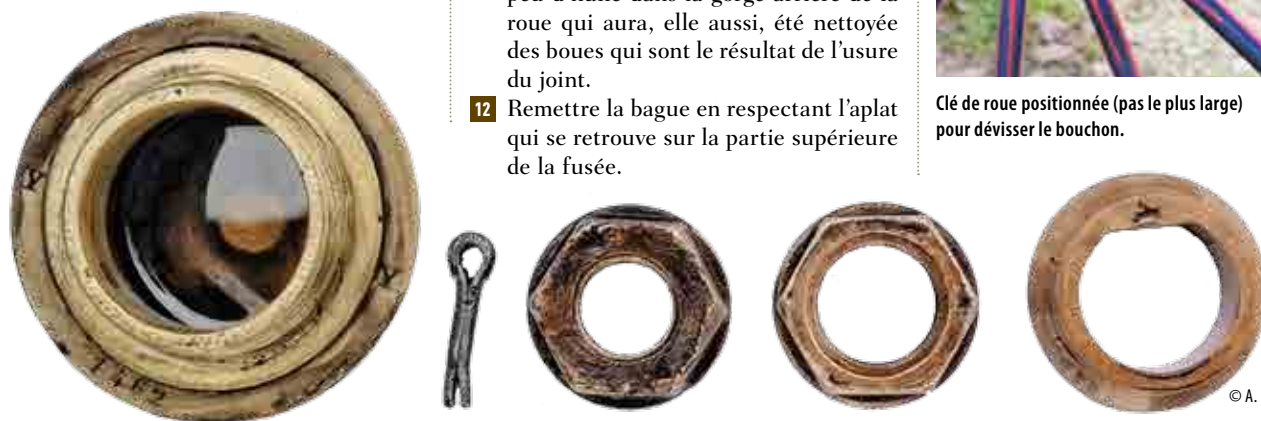 roue qui aura, elle aussi, été nettoyée
des boues qui sont le résultat de l'usure
du joint.
12 Remettre la bague en respectant l'aplat
qui se retrouve sur la partie supérieure
de la fusée.
Clé de roue positionnée (pas le plus large)
pour dévisser le bouchon.
© A.